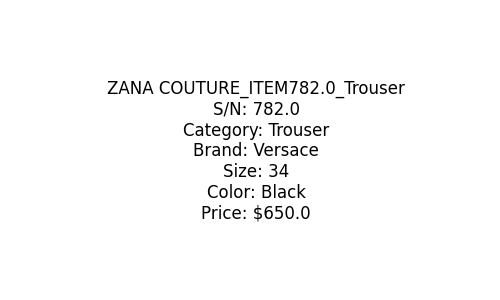 ZANA COUTURE_ITEM782.0_Trouser
S/N: 782.0
Category: Trouser
Brand: Versace
Size: 34
Color: Black
Price: $650.0